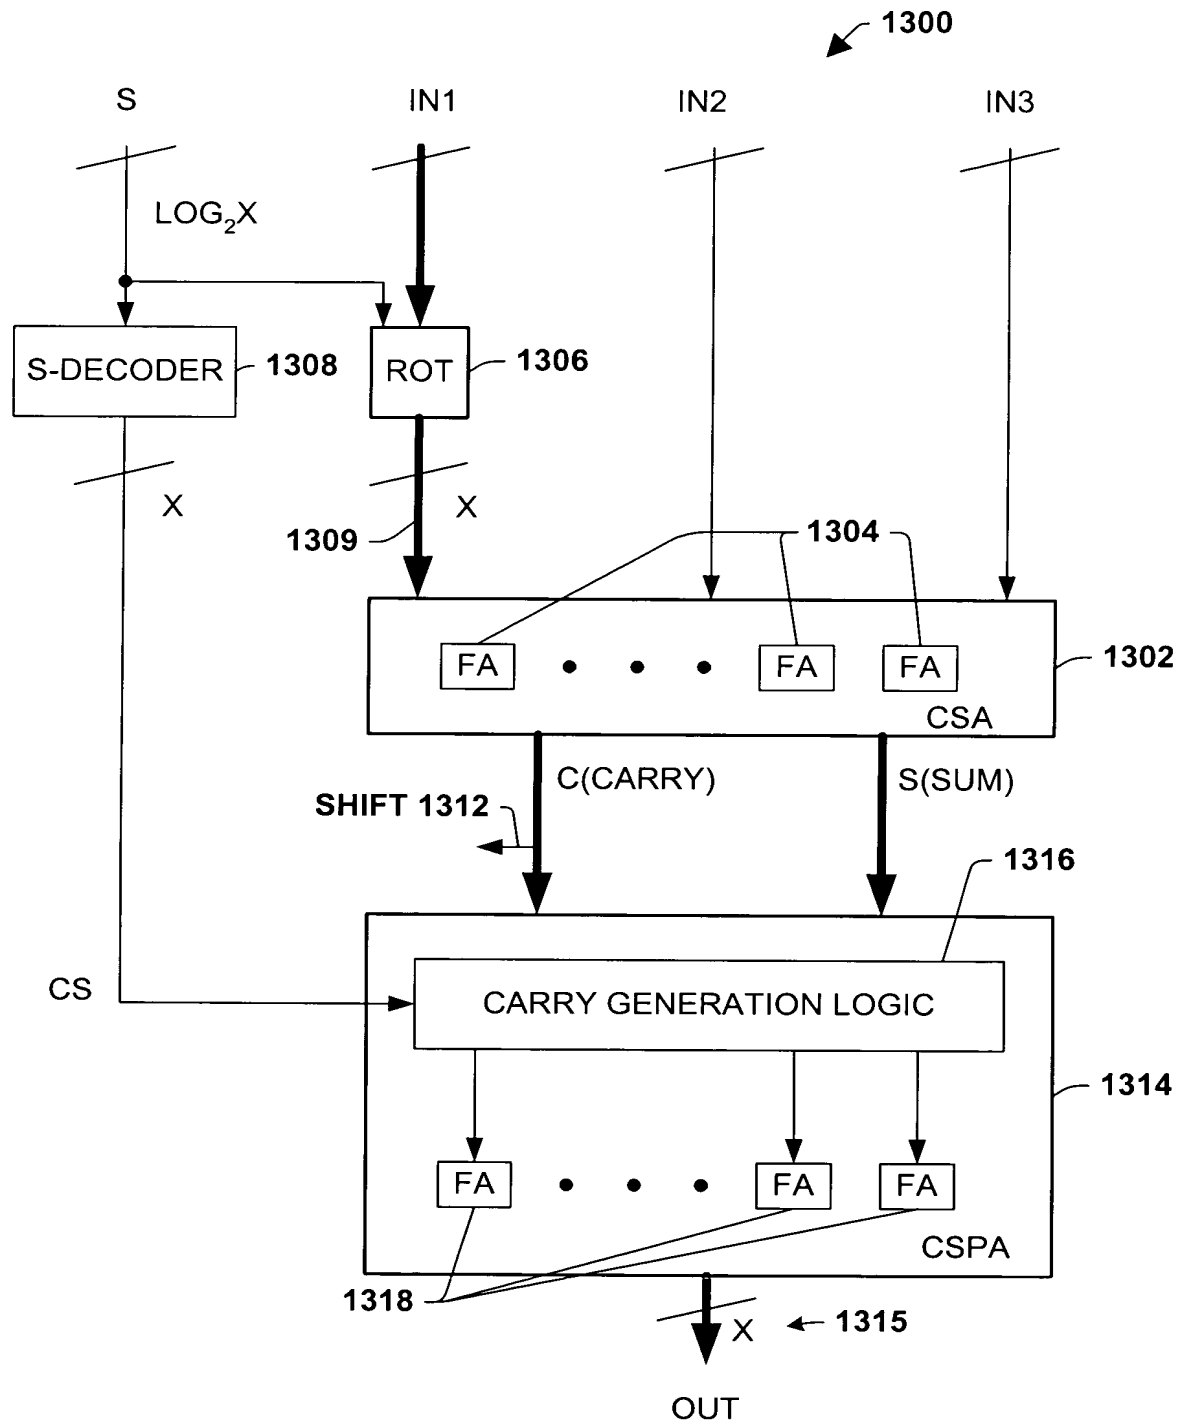 1300
S IN1 IN2 IN3
LOG2X
S-DECODER 1308 ROT 1306
X
1309 X 1304
FA FA FA 1302
CSA
C(CARRY) S(SUM)
SHIFT 1312
1316
CS CARRY GENERATION LOGIC
1314
FA FA FA
CSPA
1318
X 1315
OUT